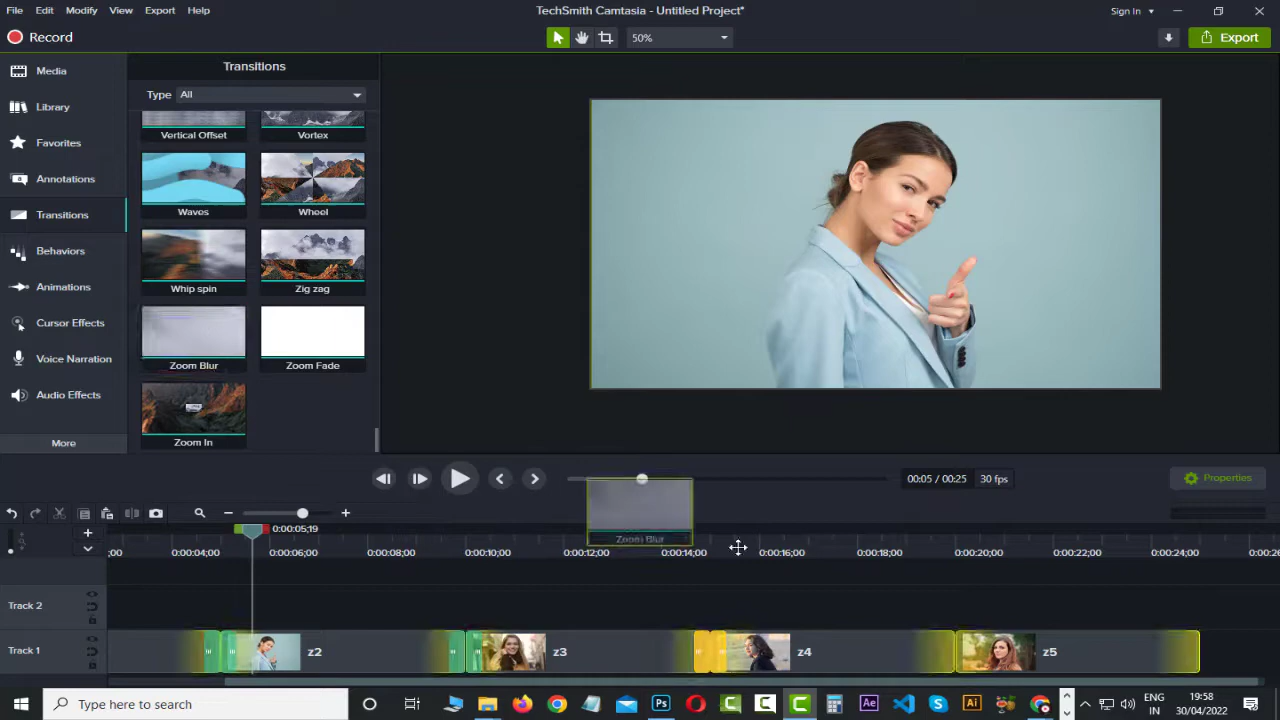 File Edit Modify View Export Help
TechSmith Camtasia - Untitled Project*
Sign In
Record
50%
Export
Media
Library
Favorites
Annotations
Transitions
Behaviors
Animations
Cursor Effects
Voice Narration
Audio Effects
More
Transitions
Type All
Vertical Offset Vortex
Waves Wheel
Whip spin Zig zag
Zoom Blur Zoom Fade
Zoom In
00:05 / 00:25 30 fps
Properties
Zoom Blur
0:00:05;19
;00 0:00:04;00 0:00:06;00 0:00:08;00 0:00:10;00 0:00:12;00 0:00:14;00 0:00:16;00 0:00:18;00 0:00:20;00 0:00:22;00 0:00:24;00 0:00:26
Track 2
Track 1 z2 z3 z4 z5
Type here to search
Ps Ae Ai
ENG
IN
19:58
30/04/2022